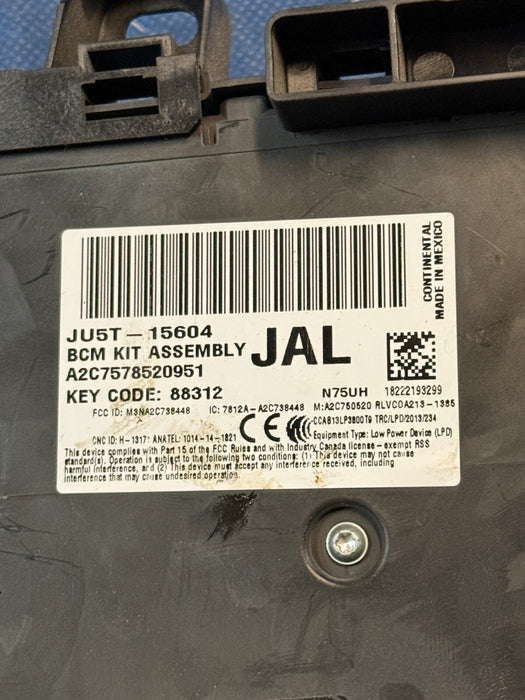 CONTINENTAL
MADE IN MEXICO
JU5T-15604
BCM KIT ASSEMBLY JAL
A2C7578520951
KEY CODE: 88312 N75UH 18222193299
FCC ID: M3NA2C738448 IC: 7812A-A2C738448 M:A2C750520 RLVCOA213-1385
CE CCAB13LP3800T9 TRC/LPD/2013/234
CNC ID: H-13171 ANATEL: 1014-14-1821 Equipment Type: Low Power Device (LPD)
This device complies with Part 15 of the FCC Rules and with Industry Canada license - exempt RSS
standard(s). Operation is subject to the following two conditions: (1) This device may not cause
harmful interference, and (2) This device must accept any interference received, including
interference that may cause undesired operation.